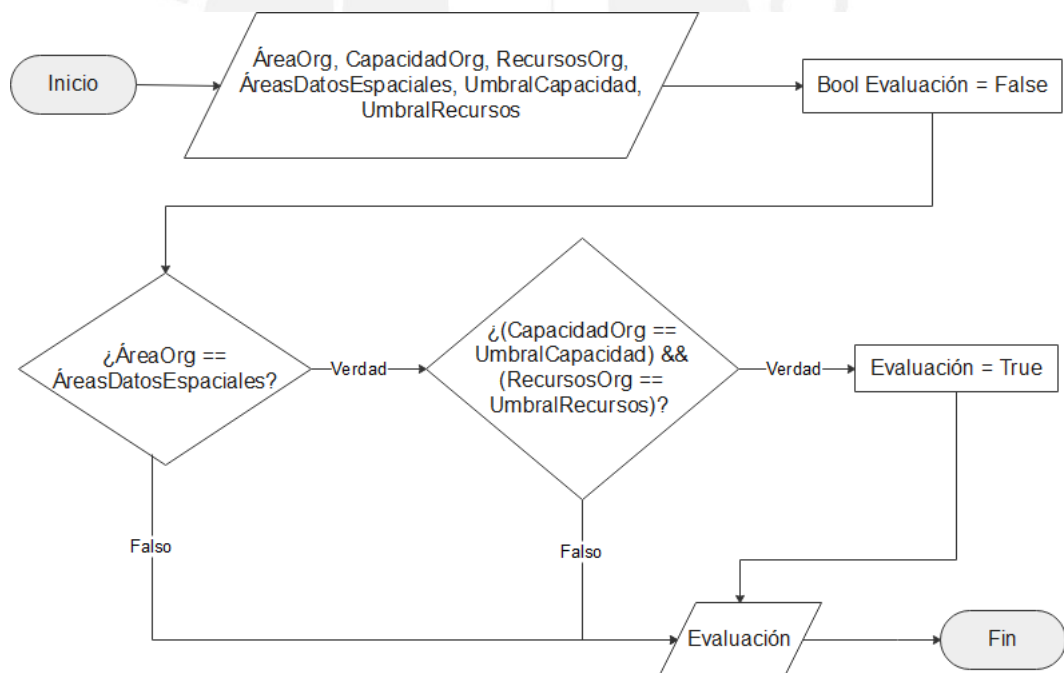 Inicio
ÁreaOrg, CapacidadOrg, RecursosOrg,
ÁreasDatosEspaciales, UmbralCapacidad,
UmbralRecursos
Bool Evaluación = False
¿ÁreaOrg ==
ÁreasDatosEspaciales?
Verdad
¿(CapacidadOrg ==
UmbralCapacidad) &&
(RecursosOrg ==
UmbralRecursos)?
Verdad
Evaluación = True
Falso
Falso
Evaluación
Fin